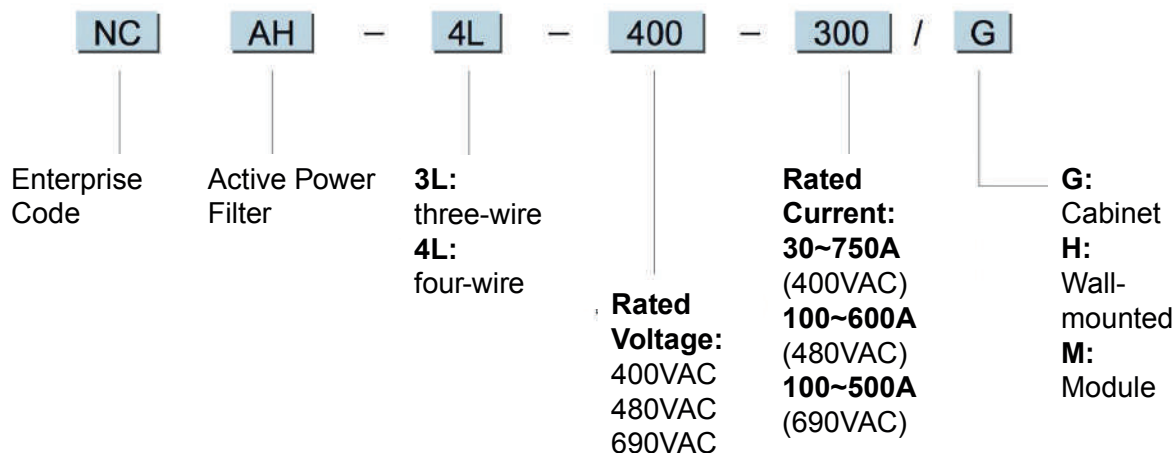 NC AH – 4L – 400 – 300 / G
Enterprise
Code
Active Power
Filter
3L:
three-wire
4L:
four-wire
Rated
Voltage:
400VAC
480VAC
690VAC
Rated
Current:
30~750A
(400VAC)
100~600A
(480VAC)
100~500A
(690VAC)
G:
Cabinet
H:
Wall-
mounted
M:
Module